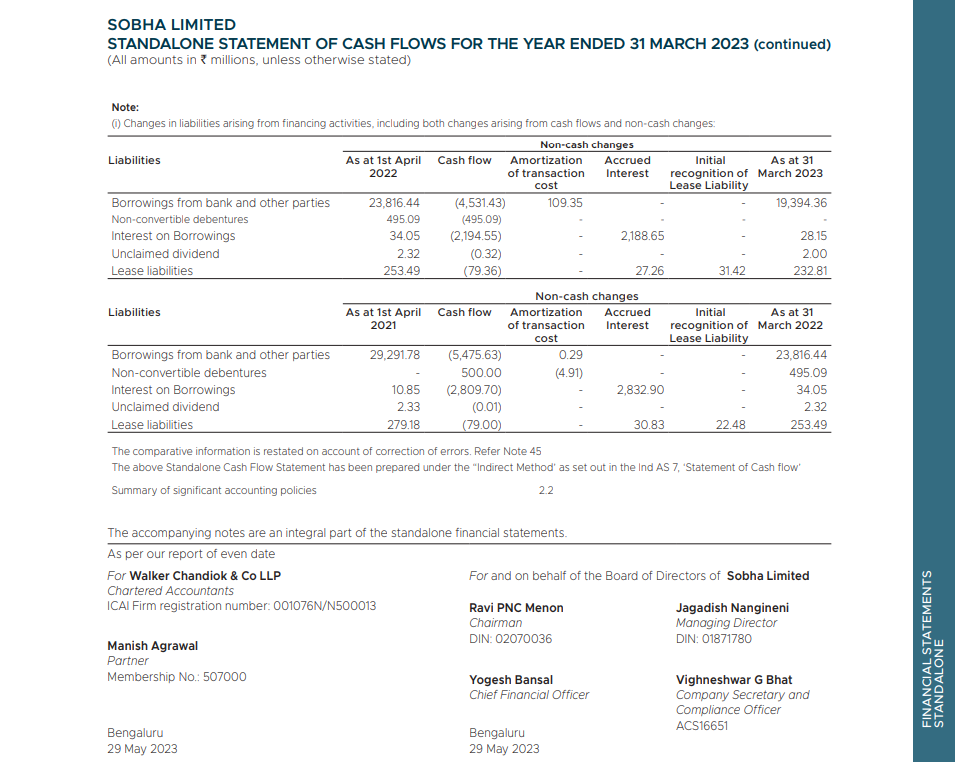 SOBHA LIMITED
STANDALONE STATEMENT OF CASH FLOWS FOR THE YEAR ENDED 31 MARCH 2023 (continued)
(All amounts in ₹ millions, unless otherwise stated)
Note:
(i) Changes in liabilities arising from financing activities, including both changes arising from cash flows and non-cash changes:
Non-cash changes
Liabilities As at 1st April Cash flow Amortization Accrued Initial As at 31
2022 of transaction Interest recognition of March 2023
cost Lease Liability
Borrowings from bank and other parties 23,816.44 (4,531.43) 109.35 - - 19,394.36
Non-convertible debentures 495.09 (495.09) - - - -
Interest on Borrowings 34.05 (2,194.55) - 2,188.65 - 28.15
Unclaimed dividend 2.32 (0.32) - - - 2.00
Lease liabilities 253.49 (79.36) - 27.26 31.42 232.81
Non-cash changes
Liabilities As at 1st April Cash flow Amortization Accrued Initial As at 31
2021 of transaction Interest recognition of March 2022
cost Lease Liability
Borrowings from bank and other parties 29,291.78 (5,475.63) 0.29 - - 23,816.44
Non-convertible debentures - 500.00 (4.91) - - 495.09
Interest on Borrowings 10.85 (2,809.70) - 2,832.90 - 34.05
Unclaimed dividend 2.33 (0.01) - - - 2.32
Lease liabilities 279.18 (79.00) - 30.83 22.48 253.49
The comparative information is restated on account of correction of errors. Refer Note 45
The above Standalone Cash Flow Statement has been prepared under the "Indirect Method' as set out in the Ind AS 7, 'Statement of Cash flow'
Summary of significant accounting policies 2.2
The accompanying notes are an integral part of the standalone financial statements.
As per our report of even date
For Walker Chandiok & Co LLP
Chartered Accountants
ICAI Firm registration number: 001076N/N500013
Manish Agrawal
Partner
Membership No.: 507000
Bengaluru
29 May 2023
For and on behalf of the Board of Directors of Sobha Limited
Ravi PNC Menon
Chairman
DIN: 02070036
Jagadish Nangineni
Managing Director
DIN: 01871780
Yogesh Bansal
Chief Financial Officer
Vighneshwar G Bhat
Company Secretary and
Compliance Officer
ACS16651
Bengaluru
29 May 2023
FINANCIAL STATEMENTS
STANDALONE